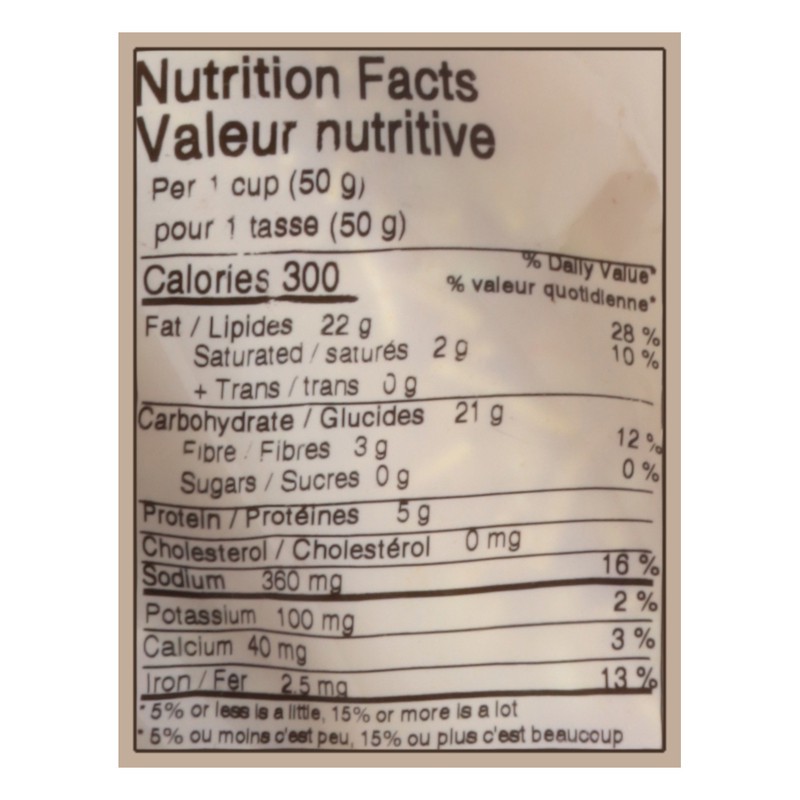 Nutrition Facts
Valeur nutritive
Per 1 cup (50 g)
pour 1 tasse (50 g)
% Daily Value*
Calories 300
% valeur quotidienne*
Fat / Lipides 22 g 28 %
Saturated / saturés 2 g 10 %
+ Trans / trans 0 g
Carbohydrate / Glucides 21 g
Fibre / Fibres 3 g 12 %
Sugars / Sucres 0 g 0 %
Protein / Protéines 5 g
Cholesterol / Cholestérol 0 mg
Sodium 360 mg 16 %
Potassium 100 mg 2 %
Calcium 40 mg 3 %
Iron / Fer 2.5 mg 13 %
* 5% or less is a little, 15% or more is a lot
* 5% ou moins c'est peu, 15% ou plus c'est beaucoup